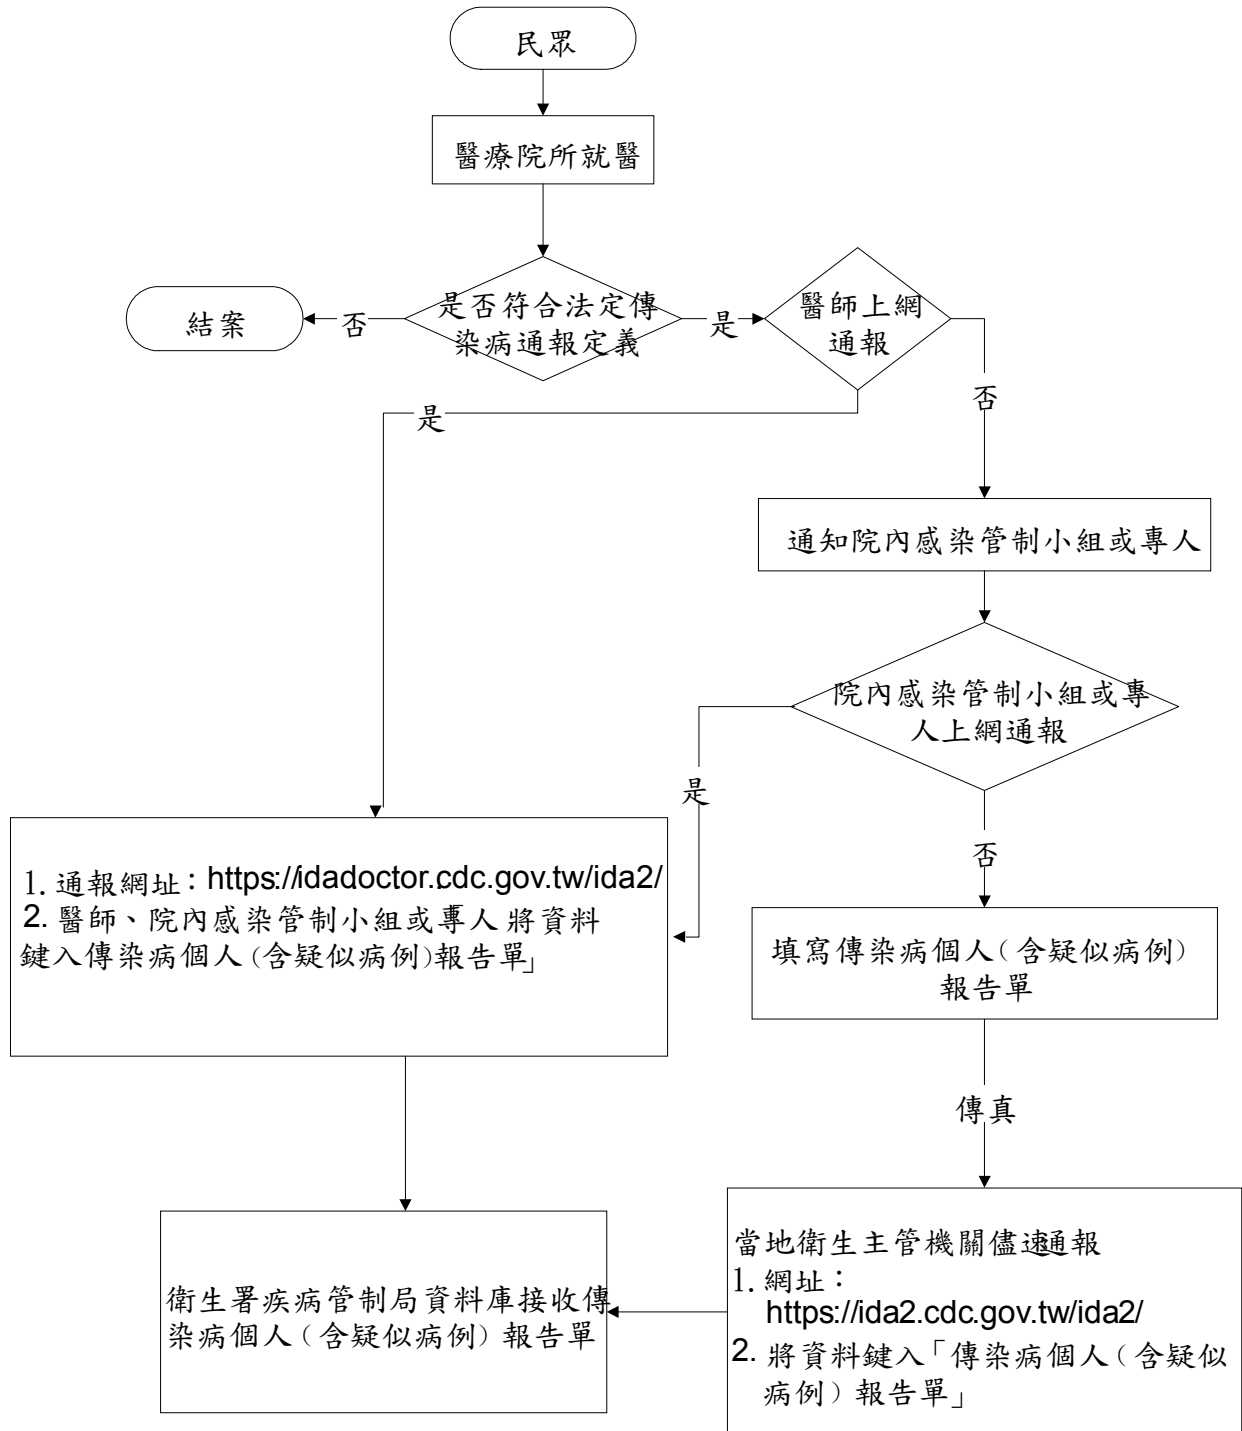 民眾
醫療院所就醫
是否符合法定傳
染病通報定義
否
結案
是
醫師上網
通報
是
否
通知院內感染管制小組或專人
院內感染管制小組或專
人上網通報
是
否
1. 通報網址：https://idadoctor.cdc.gov.tw/ida2/
2. 醫師、院內感染管制小組或專人 將資料
鍵入傳染病個人(含疑似病例)報告單」
填寫傳染病個人(含疑似病例)
報告單
傳真
當地衛生主管機關儘速通報
1. 網址：
https://ida2.cdc.gov.tw/ida2/
2. 將資料鍵入「傳染病個人(含疑似
病例)報告單」
衛生署疾病管制局資料庫接收傳
染病個人(含疑似病例) 報告單